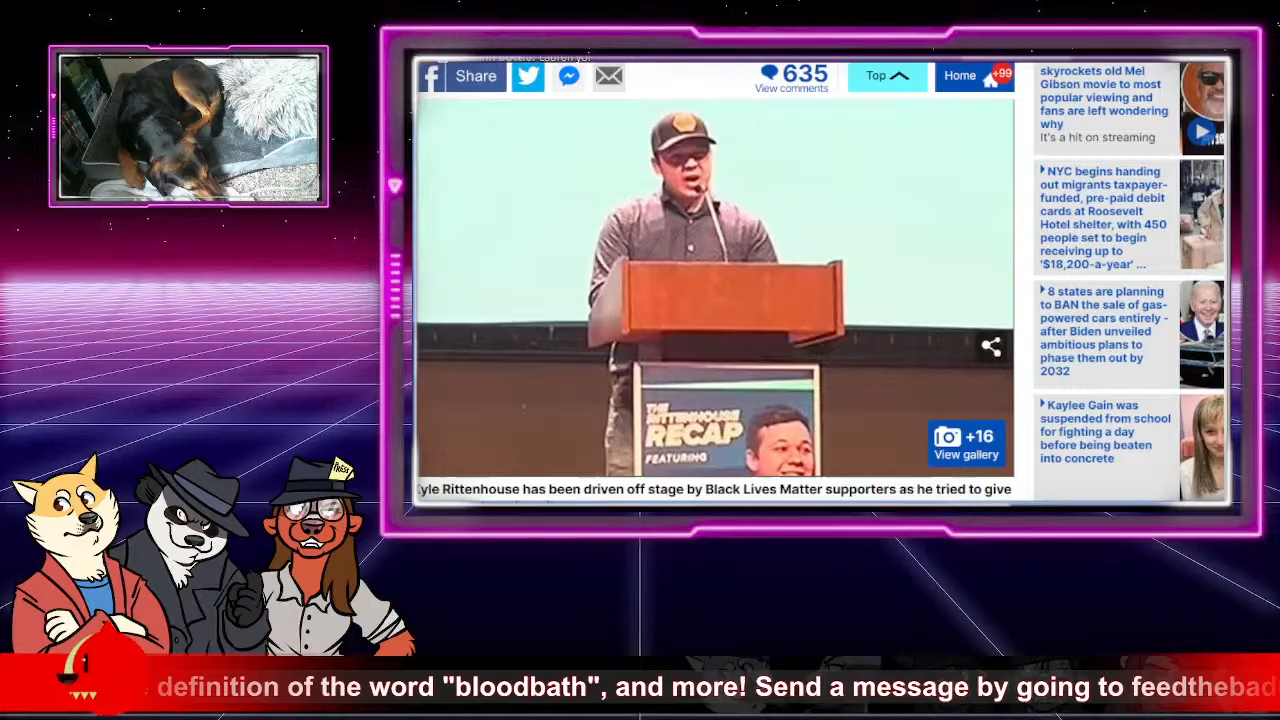 Share
635
View comments
Top
Home
+99
skyrockets old Mel
Gibson movie to most
popular viewing and
fans are left wondering
why
It's a hit on streaming
NYC begins handing
out migrants taxpayer-
funded, pre-paid debit
cards at Roosevelt
Hotel shelter, with 450
people set to begin
receiving up to
'$18,200-a-year' ...
8 states are planning
to BAN the sale of gas-
powered cars entirely -
after Biden unveiled
ambitious plans to
phase them out by
2032
Kaylee Gain was
suspended from school
for fighting a day
before being beaten
into concrete
THE
RITTENHOUSE
RECAP
FEATURING
+16
View gallery
Kyle Rittenhouse has been driven off stage by Black Lives Matter supporters as he tried to give
PRESS
definition of the word "bloodbath", and more! Send a message by going to feedthebad